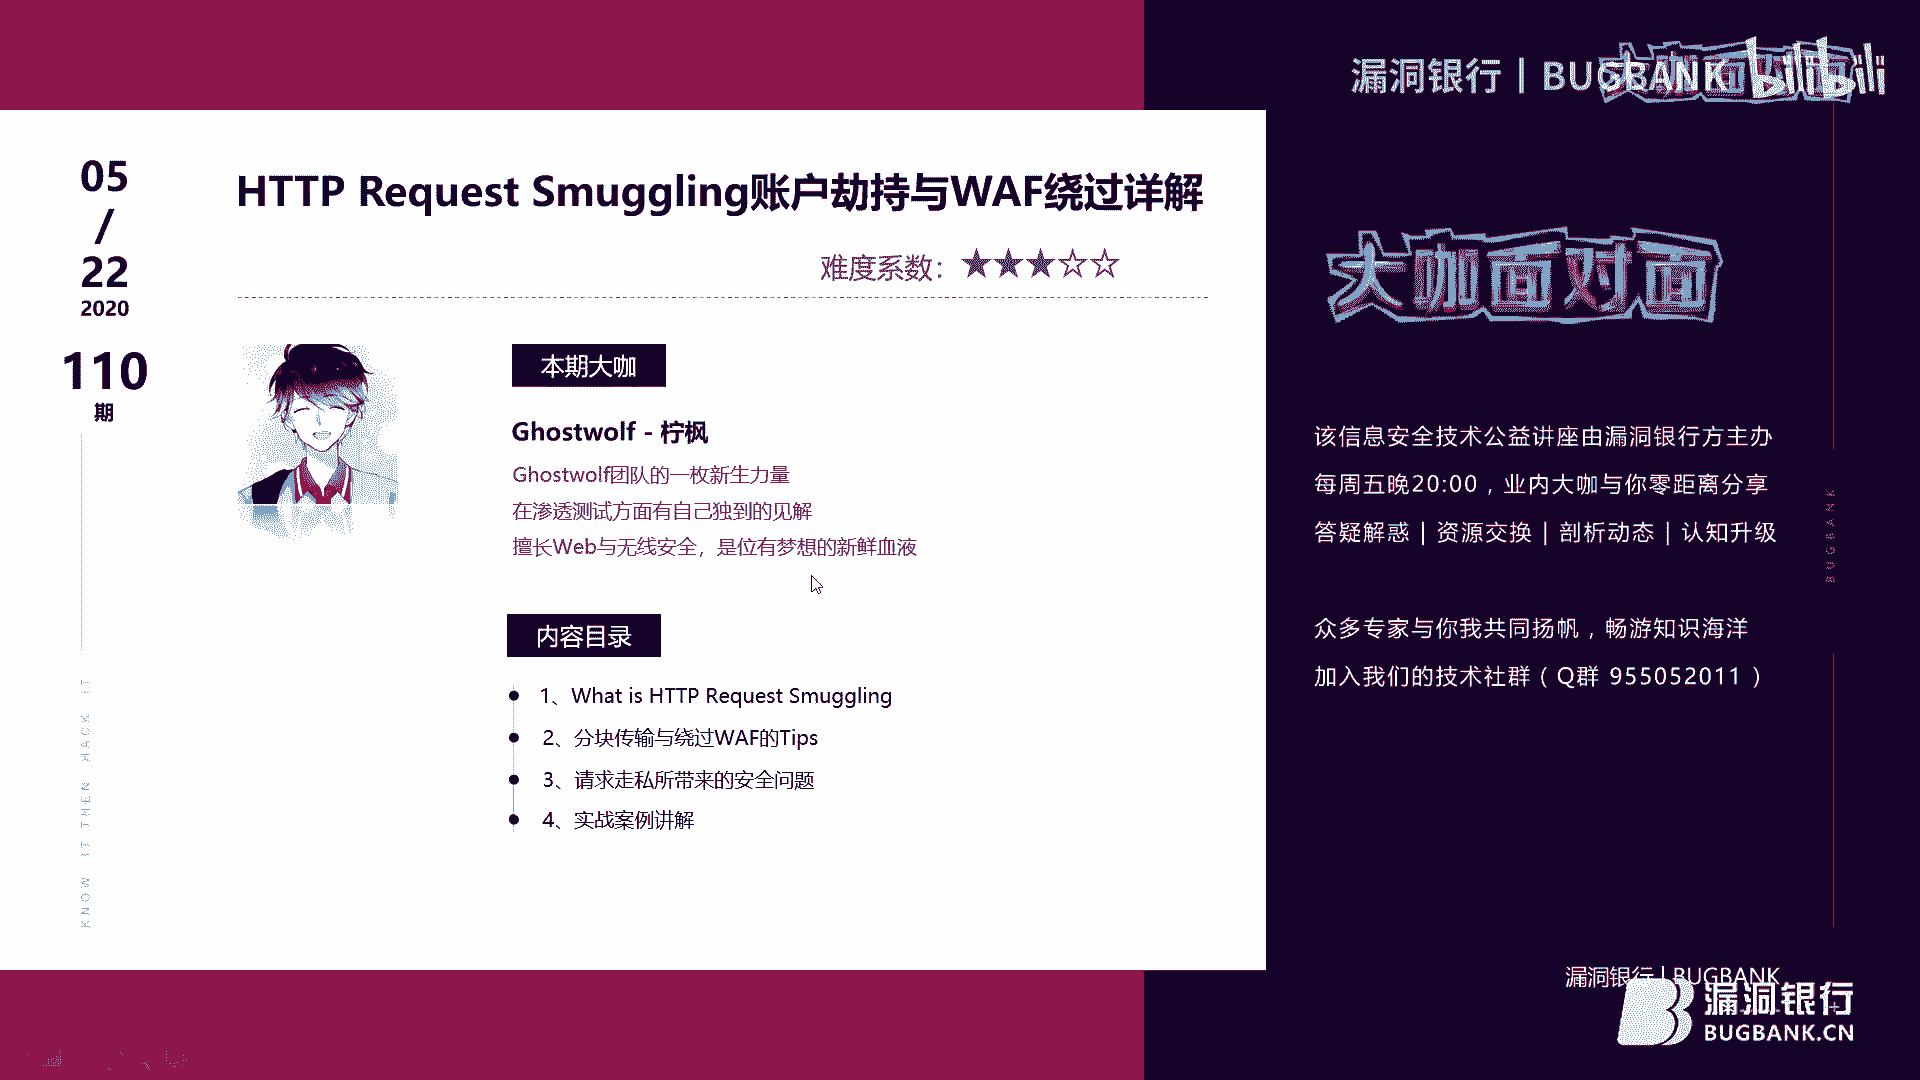 漏洞银行 | BUGBANK
bilibili
05
/
22
2020
110
期
KNOW IT THEN HACK IT
HTTP Request Smuggling账户劫持与WAF绕过详解
难度系数：★★★☆☆
本期大咖
Ghostwolf - 柠枫
Ghostwolf团队的一枚新生力量
在渗透测试方面有自己独到的见解
擅长Web与无线安全，是位有梦想的新鲜血液
内容目录
1、What is HTTP Request Smuggling
2、分块传输与绕过WAF的Tips
3、请求走私所带来的安全问题
4、实战案例讲解
大咖面对面
该信息安全技术公益讲座由漏洞银行方主办
每周五晚20:00，业内大咖与你零距离分享
答疑解惑 | 资源交换 | 剖析动态 | 认知升级
众多专家与你我共同扬帆，畅游知识海洋
加入我们的技术社群（Q群 955052011 ）
BUGBANK
漏洞银行 | BUGBANK
漏洞银行
BUGBANK.CN